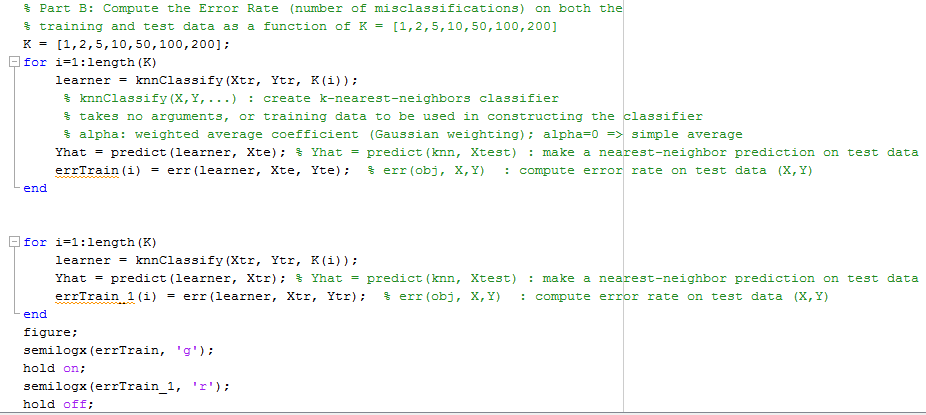 % Part B: Compute the Error Rate (number of misclassifications) on both the
% training and test data as a function of K = [1,2,5,10,50,100,200]
K = [1,2,5,10,50,100,200];
for i=1:length(K)
learner = knnClassify(Xtr, Ytr, K(i));
% knnClassify(X,Y,...) : create k-nearest-neighbors classifier
% takes no arguments, or training data to be used in constructing the classifier
% alpha: weighted average coefficient (Gaussian weighting); alpha=0 => simple average
Yhat = predict(learner, Xte); % Yhat = predict(knn, Xtest) : make a nearest-neighbor prediction on test data
errTrain(i) = err(learner, Xte, Yte);  % err(obj, X,Y)  : compute error rate on test data (X,Y)
end
for i=1:length(K)
learner = knnClassify(Xtr, Ytr, K(i));
Yhat = predict(learner, Xtr); % Yhat = predict(knn, Xtest) : make a nearest-neighbor prediction on test data
errTrain_1(i) = err(learner, Xtr, Ytr);  % err(obj, X,Y)  : compute error rate on test data (X,Y)
end
figure;
semilogx(errTrain, 'g');
hold on;
semilogx(errTrain_1, 'r');
hold off;